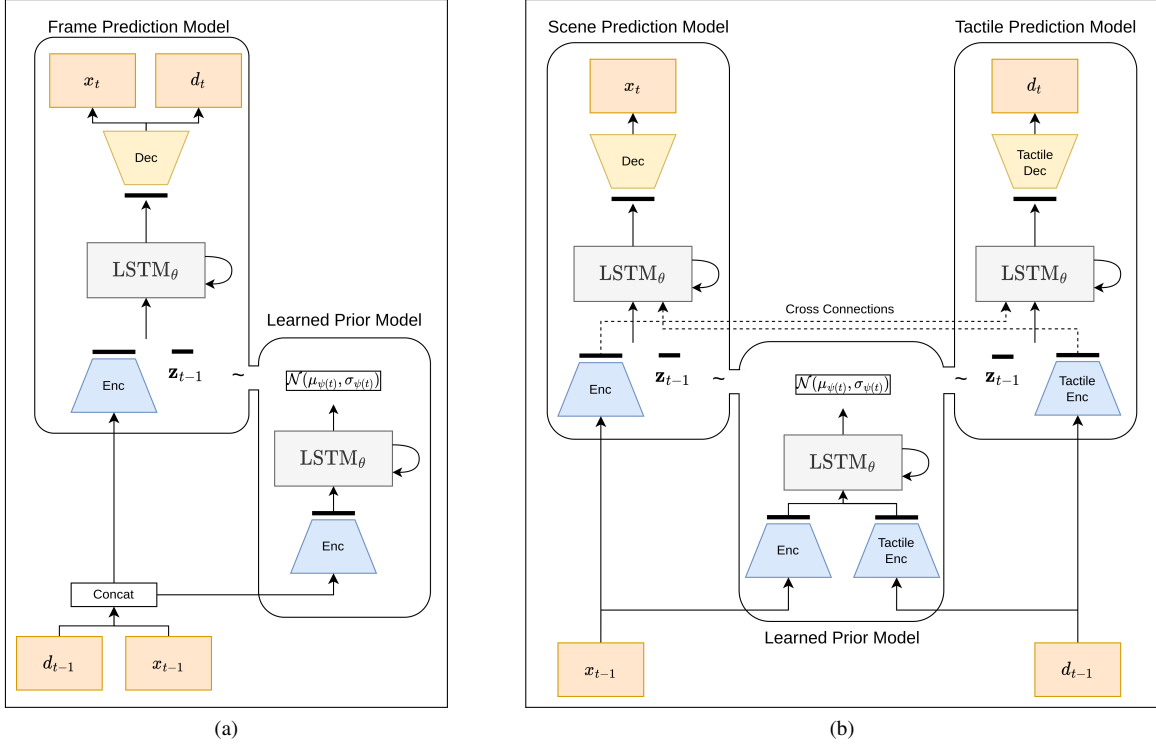 Frame Prediction Model
x_t
d_t
Dec
LSTM_θ
Learned Prior Model
Enc
z_{t−1}
~
N(μ_ψ(t), σ_ψ(t))
LSTM_θ
Enc
Concat
d_{t−1}
x_{t−1}
(a)
Scene Prediction Model
Tactile Prediction Model
x_t
d_t
Dec
Tactile
Dec
LSTM_θ
LSTM_θ
Cross Connections
Enc
z_{t−1}
~
N(μ_ψ(t), σ_ψ(t))
~
z_{t−1}
Tactile
Enc
LSTM_θ
Enc
Tactile
Enc
Learned Prior Model
x_{t−1}
d_{t−1}
(b)